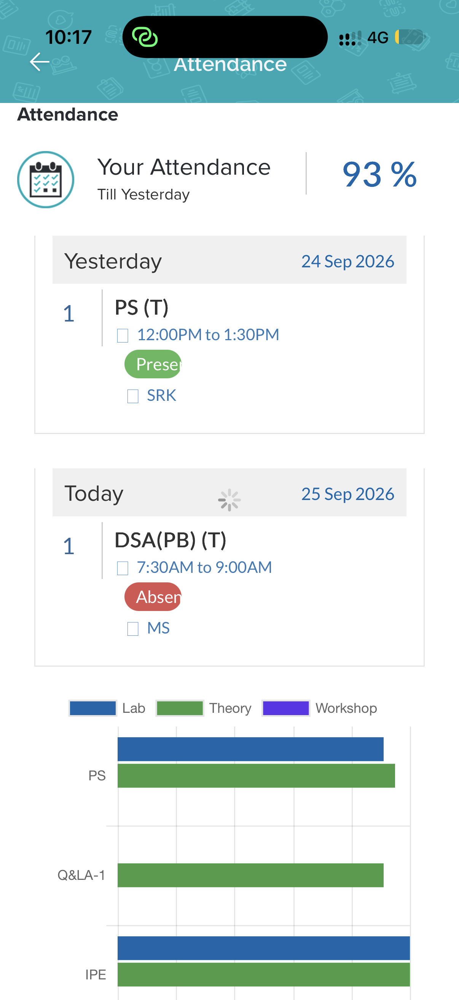 10:17
4G
Attendance
Attendance
Your Attendance
93 %
Till Yesterday
Yesterday
24 Sep 2026
1
PS (T)
12:00PM to 1:30PM
Presen
SRK
Today
25 Sep 2026
1
DSA(PB) (T)
7:30AM to 9:00AM
Absen
MS
Lab
Theory
Workshop
PS
Q&LA-1
IPE